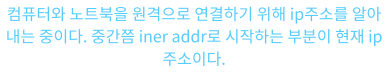 컴퓨터와 노트북을 원격으로 연결하기 위해 ip주소를 알아
내는 중이다. 중간쯤 iner addr로 시작하는 부분이 현재 ip
주소이다.